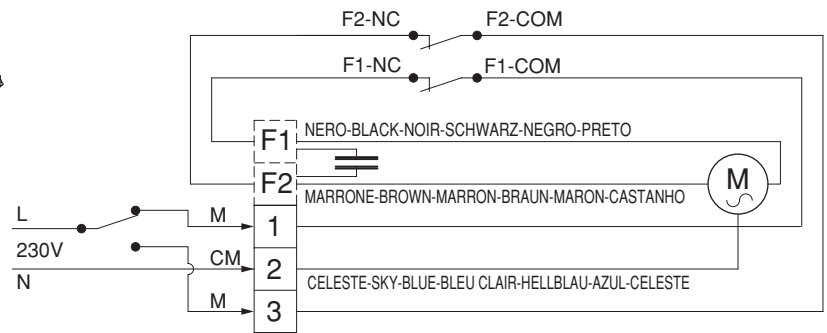 F2-NC F2-COM
F1-NC F1-COM
F1 NERO-BLACK-NOIR-SCHWARZ-NEGRO-PRETO
F2 MARRONE-BROWN-MARRON-BRAUN-MARON-CASTANHO
M
L M 1
230V CM 2
N CELESTE-SKY-BLUE-BLEU CLAIR-HELLBLAU-AZUL-CELESTE
M 3